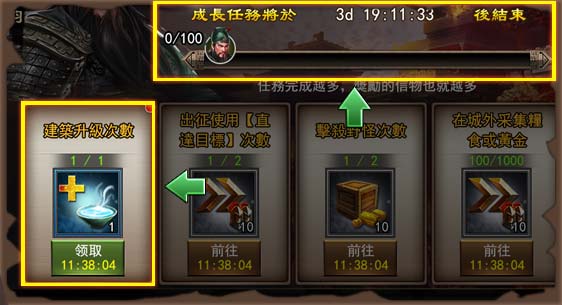 成長任務將於 3d 19:11:33 後結束
0/100
任務完成越多，獎勵的信物也就越多
建築升級次數
1 / 1
1
領取
11:38:04
出征使用【直
達目標】次數
1 / 2
10
前往
11:38:04
擊殺野怪次數
1 / 2
10
前往
11:38:04
在城外采集糧
食或黃金
100/1000
10
前往
11:38:04